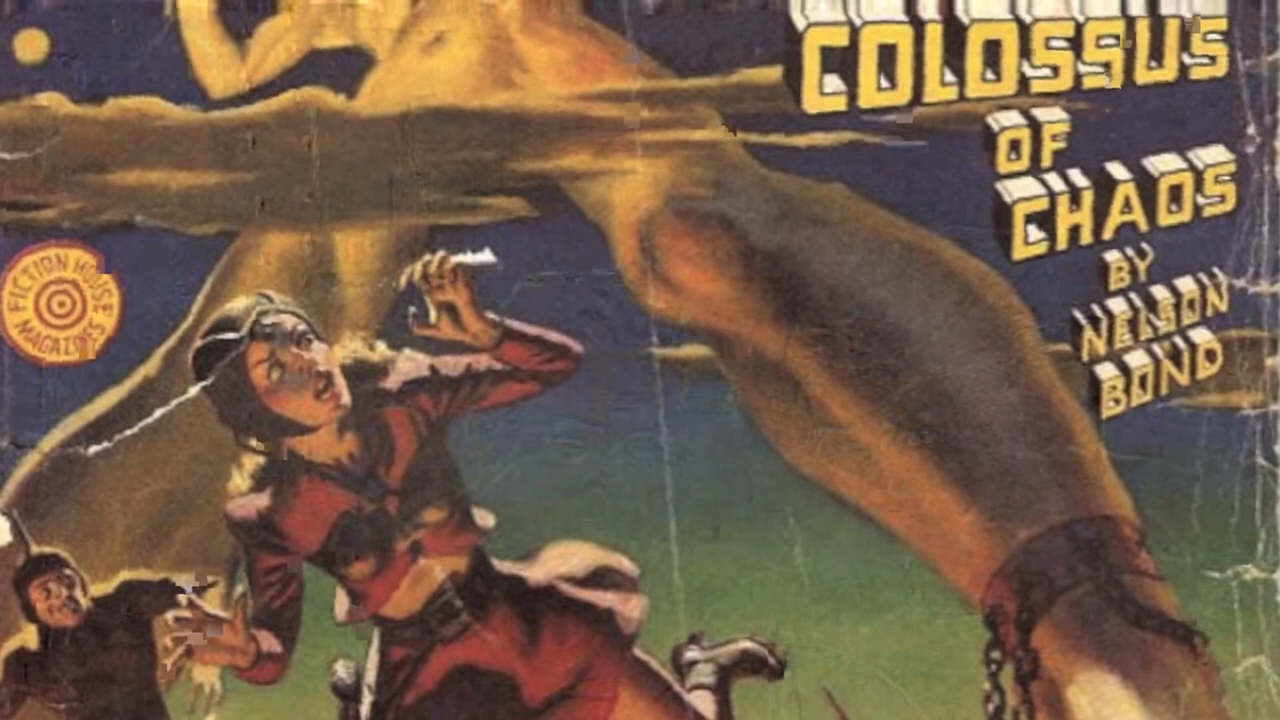 COLOSSUS
OF
CHAOS
BY
NELSON
BOND
FICTION HOUSE
MAGAZINES